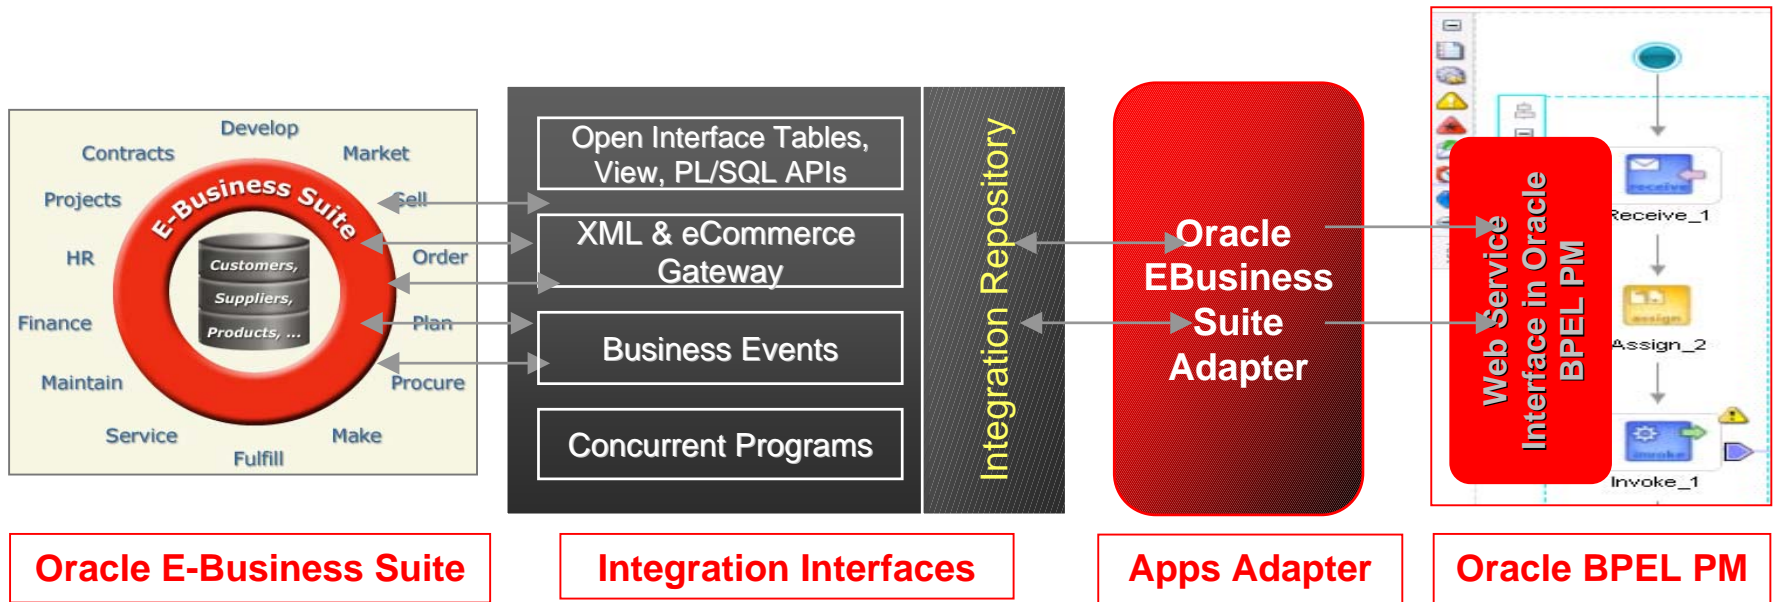 Develop
Contracts
Market
Projects
Sell
HR
Order
Finance
Plan
Maintain
Procure
Service
Make
Fulfill
E-Business Suite
Customers,
Suppliers,
Products, ...
Open Interface Tables,
View, PL/SQL APIs
XML & eCommerce
Gateway
Business Events
Concurrent Programs
Integration Repository
Oracle
EBusiness
Suite
Adapter
Web Service
Interface in Oracle
BPEL PM
receive
Receive_1
assign
Assign_2
invoke
Invoke_1
Oracle E-Business Suite
Integration Interfaces
Apps Adapter
Oracle BPEL PM